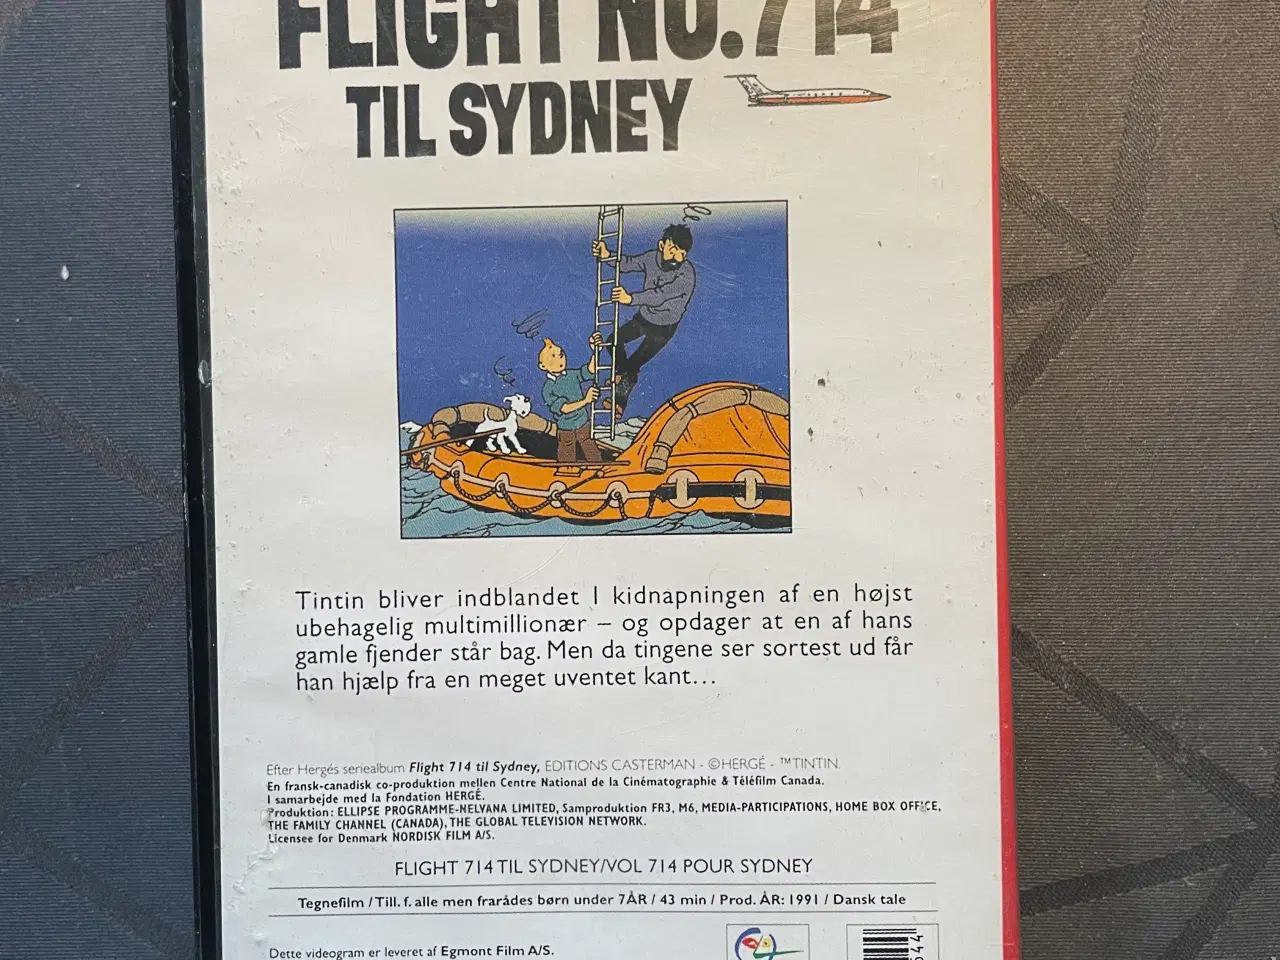 FLIGHT NO. 714
TIL SYDNEY
Tintin bliver indblandet I kidnapningen af en højst
ubehagelig multimillionær – og opdager at en af hans
gamle fjender står bag. Men da tingene ser sortest ud får
han hjælp fra en meget uventet kant...
Efter Hergés seriealbum Flight 714 til Sydney, EDITIONS CASTERMAN - ©HERGÉ - ™TINTIN.
En fransk-canadisk co-produktion mellen Centre National de la Cinématographie & Téléfilm Canada.
I samarbejde med la Fondation HERGÉ.
Produktion: ELLIPSE PROGRAMME-NELVANA LIMITED, Samproduktion FR3, M6, MEDIA-PARTICIPATIONS, HOME BOX OFFICE,
THE FAMILY CHANNEL (CANADA), THE GLOBAL TELEVISION NETWORK.
Licensee for Denmark NORDISK FILM A/S.
FLIGHT 714 TIL SYDNEY/VOL 714 POUR SYDNEY
Tegnefilm / Till. f. alle men frarådes børn under 7 ÅR / 43 min / Prod. ÅR: 1991 / Dansk tale
Dette videogram er leveret af Egmont Film A/S.